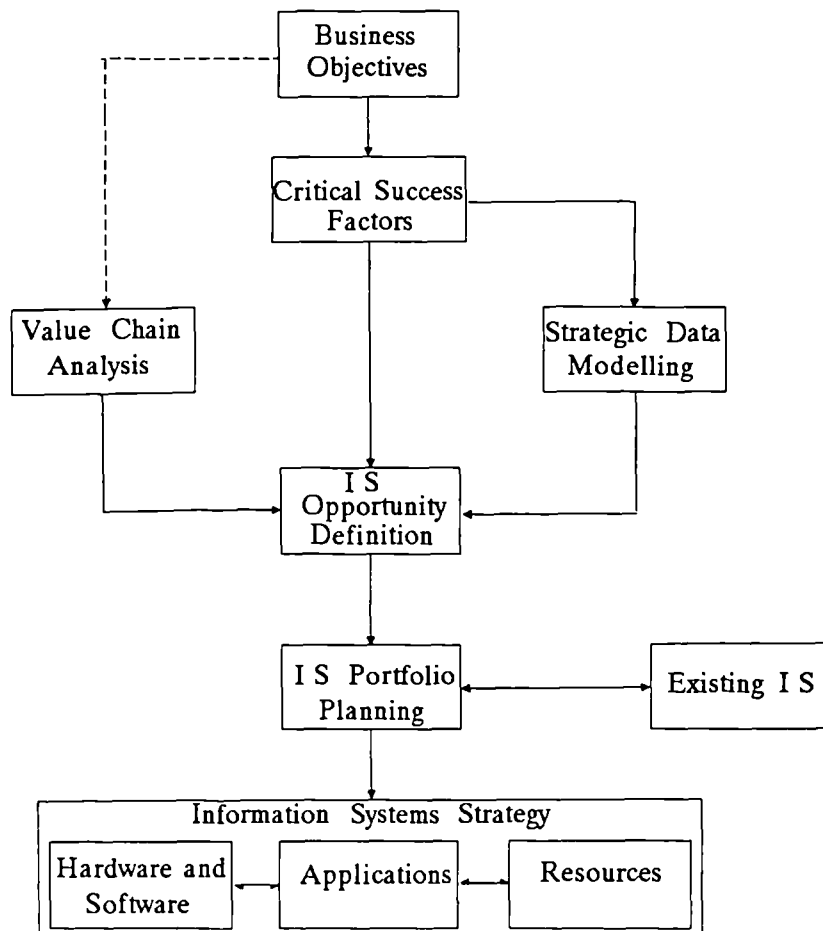 Business
Objectives
Critical Success
Factors
Value Chain
Analysis
Strategic Data
Modelling
I S
Opportunity
Definition
I S Portfolio
Planning
Existing I S
Information Systems Strategy
Hardware and
Software
Applications
Resources